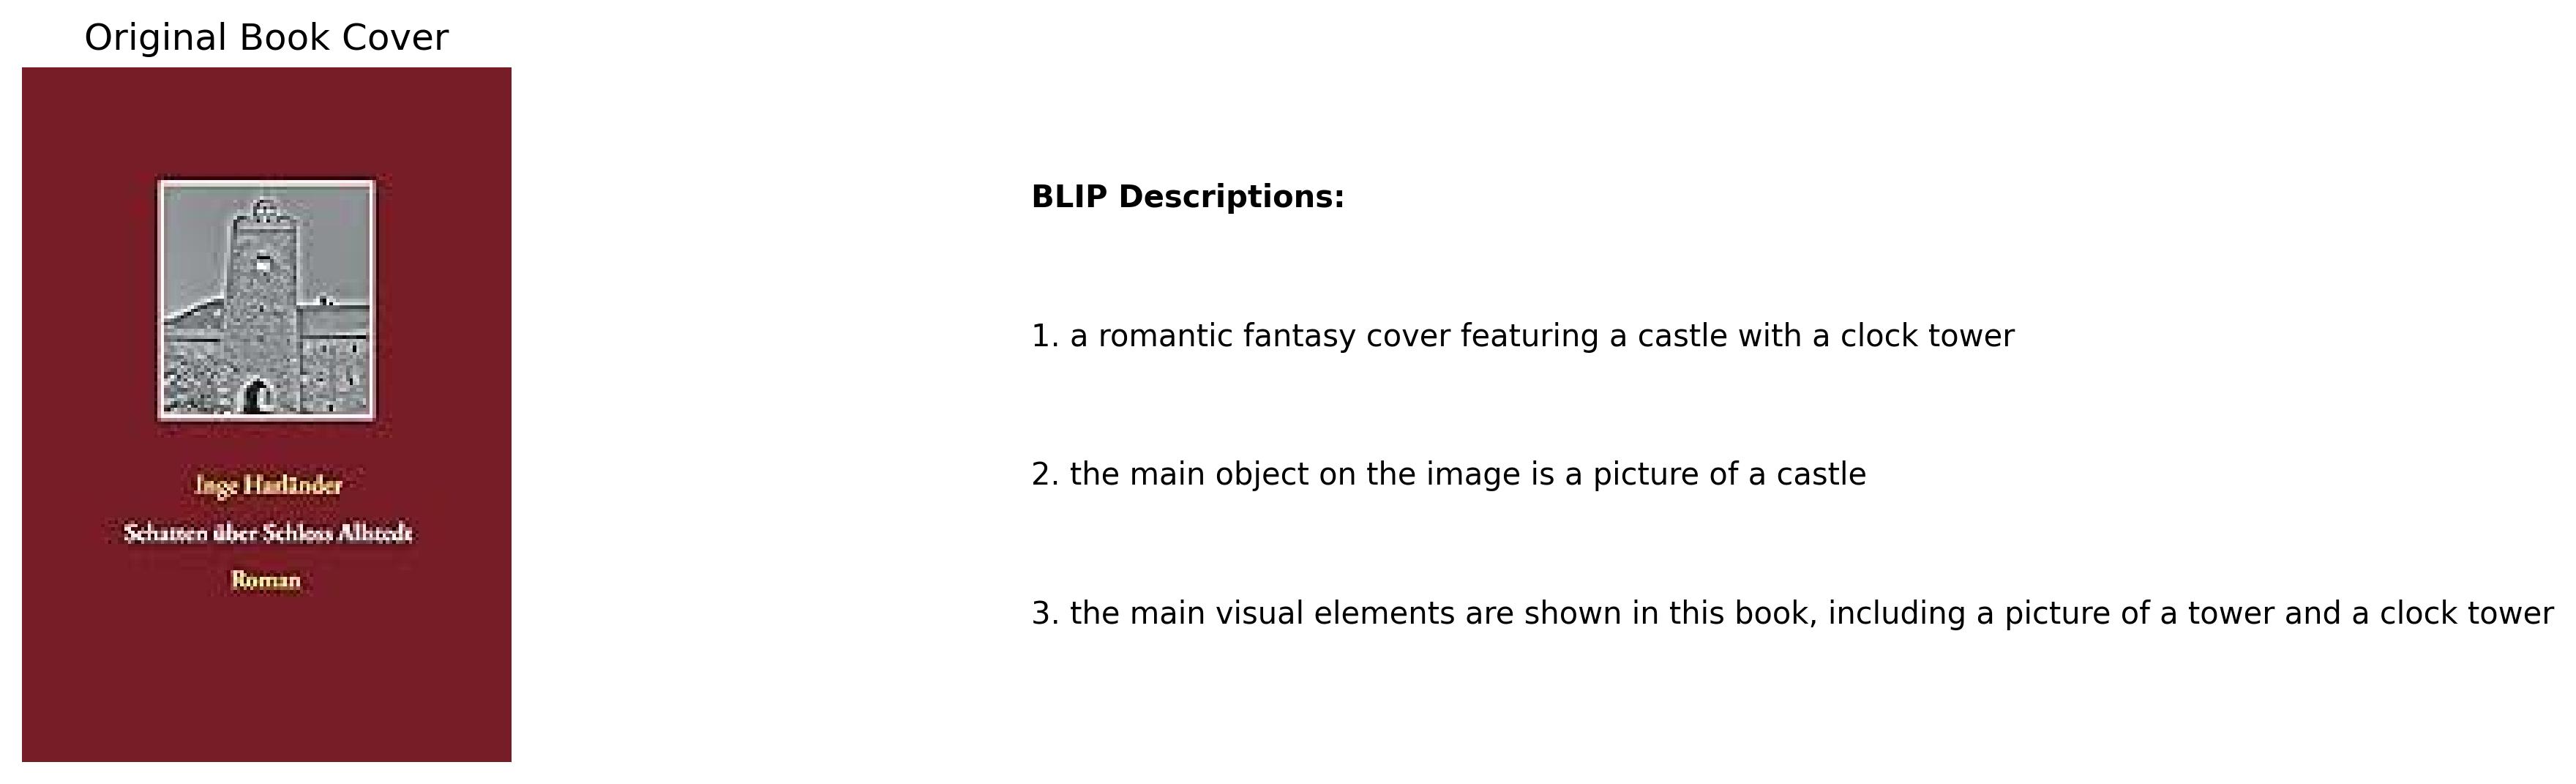 Original Book Cover
Inge Harländer
Schatten über Schloss Allstedt
Roman
BLIP Descriptions:
1. a romantic fantasy cover featuring a castle with a clock tower
2. the main object on the image is a picture of a castle
3. the main visual elements are shown in this book, including a picture of a tower and a clock tower